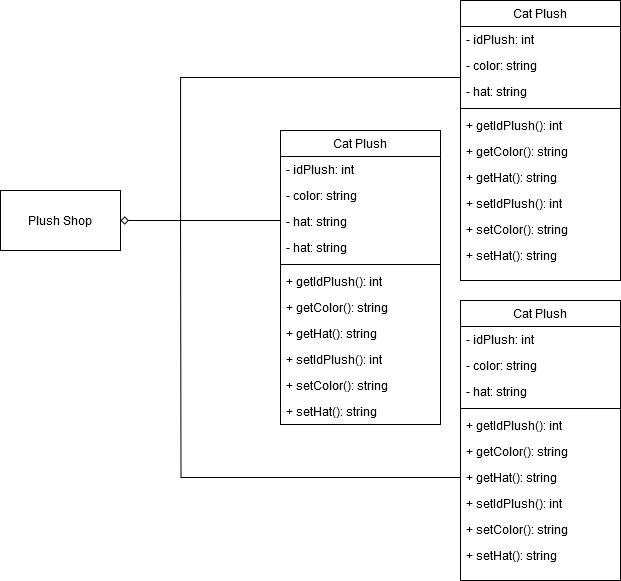 Plush Shop
Cat Plush
- idPlush: int
- color: string
- hat: string
- hat: string
+ getIdPlush(): int
+ getColor(): string
+ getHat(): string
+ setIdPlush(): int
+ setColor(): string
+ setHat(): string
Cat Plush
- idPlush: int
- color: string
- hat: string
+ getIdPlush(): int
+ getColor(): string
+ getHat(): string
+ setIdPlush(): int
+ setColor(): string
+ setHat(): string
Cat Plush
- idPlush: int
- color: string
- hat: string
+ getIdPlush(): int
+ getColor(): string
+ getHat(): string
+ setIdPlush(): int
+ setColor(): string
+ setHat(): string